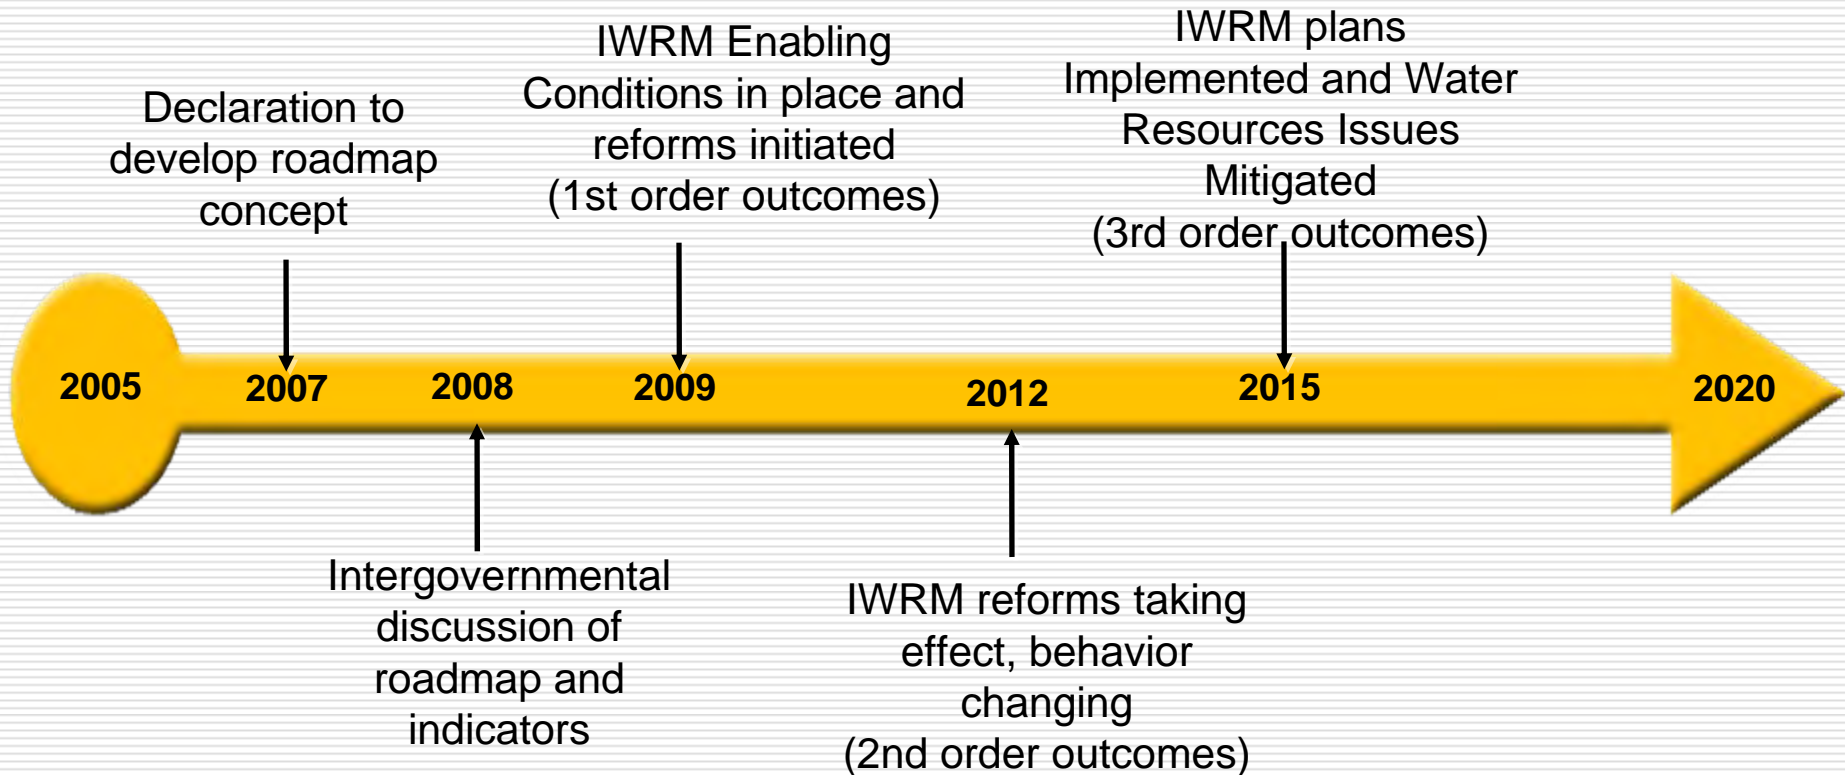 Declaration to
develop roadmap
concept
IWRM Enabling
Conditions in place and
reforms initiated
(1st order outcomes)
IWRM plans
Implemented and Water
Resources Issues
Mitigated
(3rd order outcomes)
2005
2007
2008
2009
2012
2015
2020
Intergovernmental
discussion of
roadmap and
indicators
IWRM reforms taking
effect, behavior
changing
(2nd order outcomes)